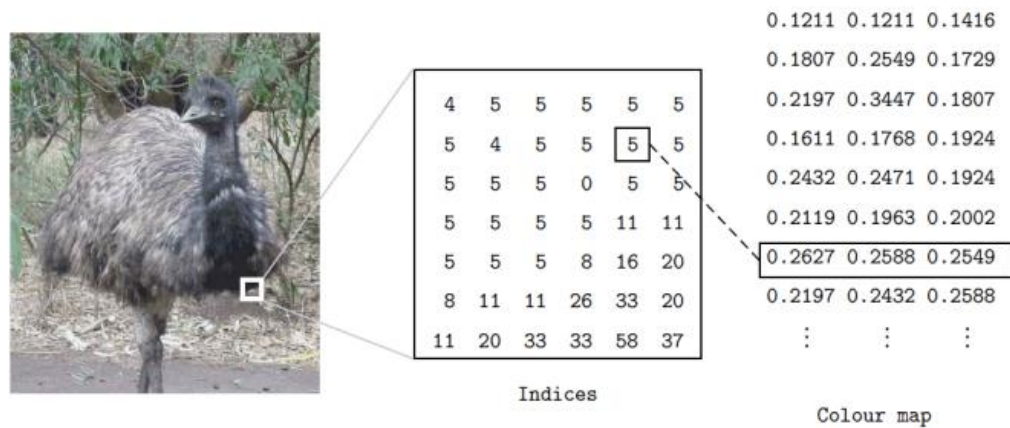 4 5 5 5 5 5
5 4 5 5 5 5
5 5 5 0 5 5
5 5 5 5 11 11
5 5 5 8 16 20
8 11 11 26 33 20
11 20 33 33 58 37
Indices
0.1211 0.1211 0.1416
0.1807 0.2549 0.1729
0.2197 0.3447 0.1807
0.1611 0.1768 0.1924
0.2432 0.2471 0.1924
0.2119 0.1963 0.2002
0.2627 0.2588 0.2549
0.2197 0.2432 0.2588
⋮ ⋮ ⋮
Colour map